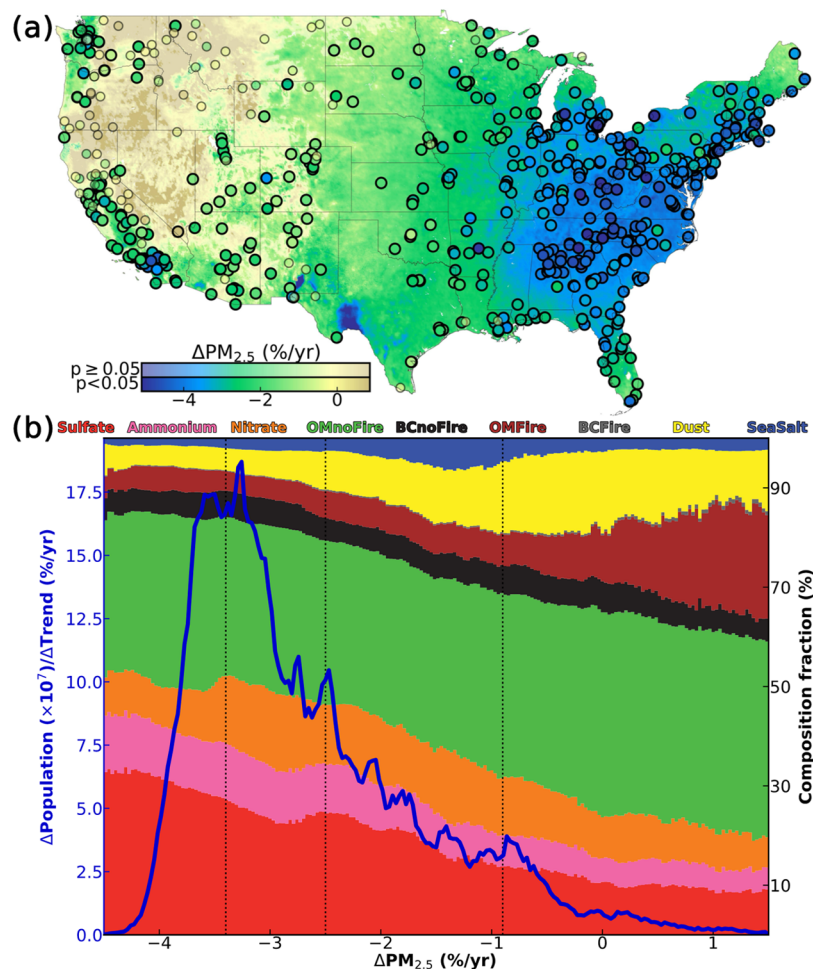 (a)
ΔPM2.5 (%/yr)
p ≥ 0.05
p<0.05
−4 −2 0
(b)
Sulfate Ammonium Nitrate OMnoFire BCnoFire OMFire BCFire Dust SeaSalt
ΔPopulation (×10⁷)/ΔTrend (%/yr)
17.5
15.0
12.5
10.0
7.5
5.0
2.5
0.0
90
70
50
30
10
Composition fraction (%)
−4 −3 −2 −1 0 1
ΔPM2.5 (%/yr)